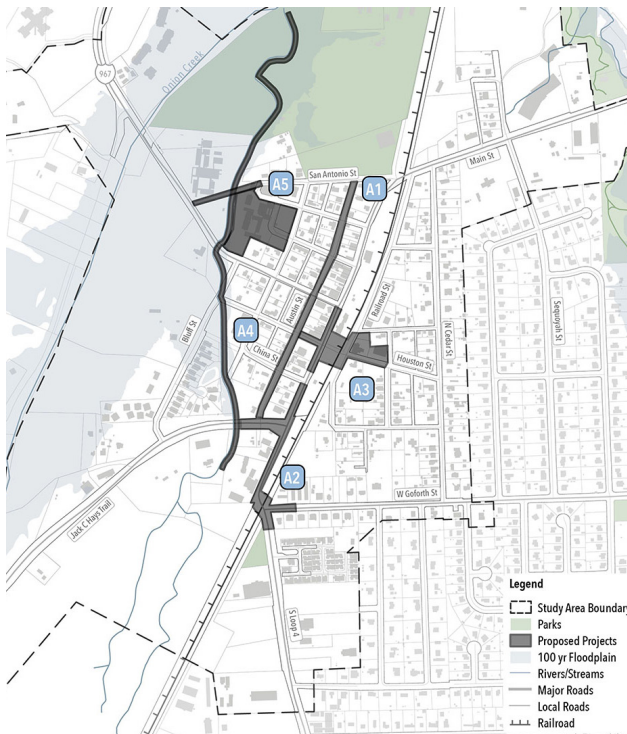 967
Onion Creek
San Antonio St
Main St
A5
A1
Railroad St
Austin St
Bluff St
A4
China St
N Cedar St
Sequoyah St
Houston St
A3
A2
W Goforth St
Jack C Hays Trail
S Loop 4
Legend
Study Area Boundary
Parks
Proposed Projects
100 yr Floodplain
Rivers/Streams
Major Roads
Local Roads
Railroad